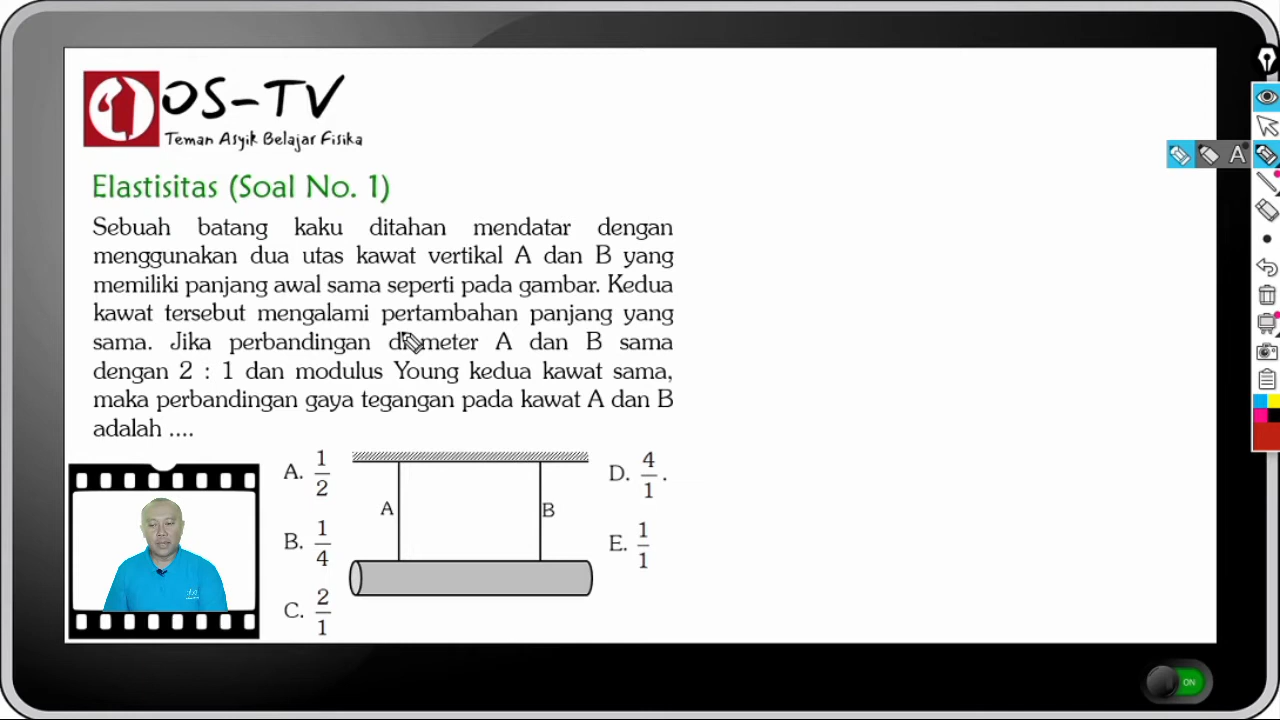 OS-TV
Teman Asyik Belajar Fisika
Elastisitas (Soal No. 1)
Sebuah batang kaku ditahan mendatar dengan
menggunakan dua utas kawat vertikal A dan B yang
memiliki panjang awal sama seperti pada gambar. Kedua
kawat tersebut mengalami pertambahan panjang yang
sama. Jika perbandingan diameter A dan B sama
dengan 2 : 1 dan modulus Young kedua kawat sama,
maka perbandingan gaya tegangan pada kawat A dan B
adalah ....
A. 1/2
B. 1/4
C. 2/1
A
B
D. 4/1.
E. 1/1
A
ON